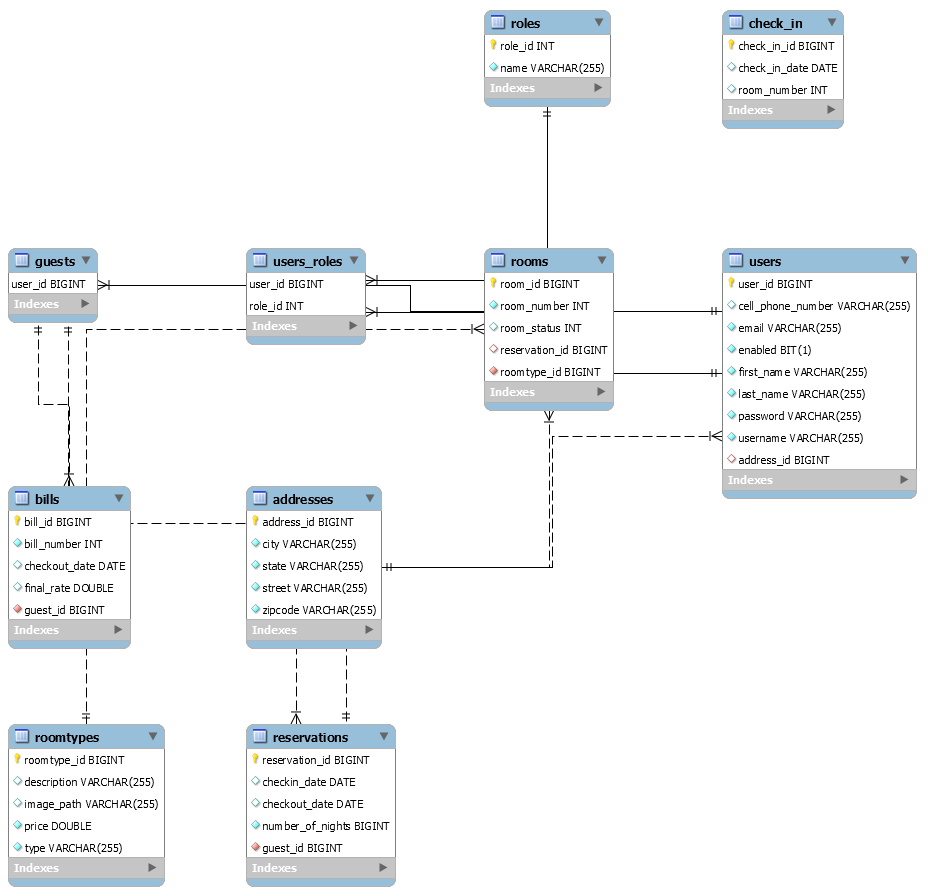 roles
role_id INT
name VARCHAR(255)
Indexes
check_in
check_in_id BIGINT
check_in_date DATE
room_number INT
Indexes
guests
user_id BIGINT
Indexes
users_roles
user_id BIGINT
role_id INT
Indexes
rooms
room_id BIGINT
room_number INT
room_status INT
reservation_id BIGINT
roomtype_id BIGINT
Indexes
users
user_id BIGINT
cell_phone_number VARCHAR(255)
email VARCHAR(255)
enabled BIT(1)
first_name VARCHAR(255)
last_name VARCHAR(255)
password VARCHAR(255)
username VARCHAR(255)
address_id BIGINT
Indexes
bills
bill_id BIGINT
bill_number INT
checkout_date DATE
final_rate DOUBLE
guest_id BIGINT
Indexes
addresses
address_id BIGINT
city VARCHAR(255)
state VARCHAR(255)
street VARCHAR(255)
zipcode VARCHAR(255)
Indexes
roomtypes
roomtype_id BIGINT
description VARCHAR(255)
image_path VARCHAR(255)
price DOUBLE
type VARCHAR(255)
Indexes
reservations
reservation_id BIGINT
checkin_date DATE
checkout_date DATE
number_of_nights BIGINT
guest_id BIGINT
Indexes